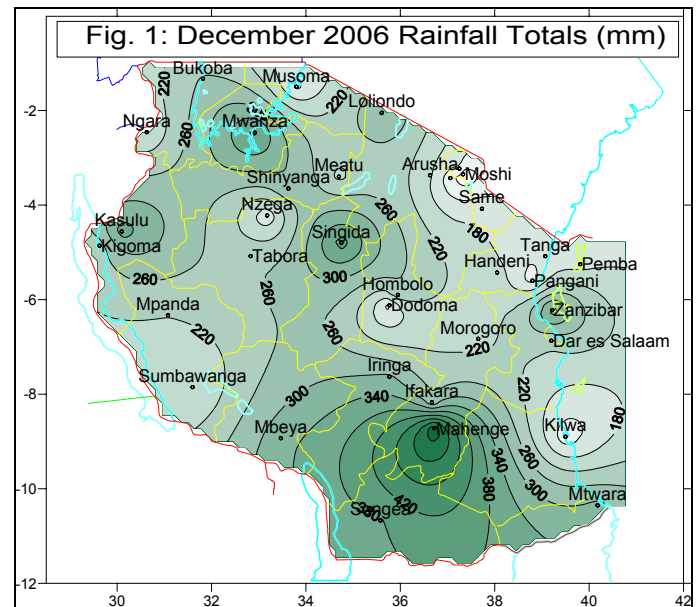 Fig. 1: December 2006 Rainfall Totals (mm)
220
Bukoba
Musoma
220
Loliondo
-2
Ngara
260
Mwanza
Meatu
Arusha
Moshi
Shinyanga
260
Same
Nzega
180
Kasulu
Singida
220
-4
Kigoma
Tabora
300
Handeni
Tanga
Pemba
260
260
Hombolo
Pangani
-6
Mpanda
Dodoma
Zanzibar
220
260
Morogoro
220
Dar es Salaam
Iringa
Sumbawanga
300
340
Ifakara
220
180
-8
Mbeya
Mahenge
Kilwa
340
260
380
300
-10
420
Mtwara
380
Songea
-12
30
32
34
36
38
40
42